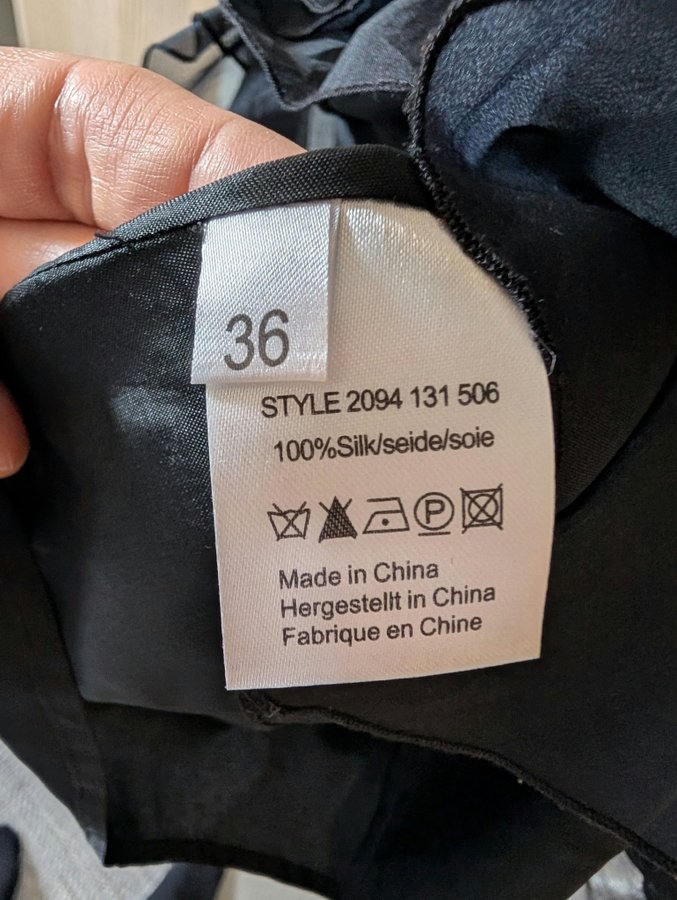 36
STYLE 2094 131 506
100%Silk/seide/soie
P
Made in China
Hergestellt in China
Fabrique en Chine